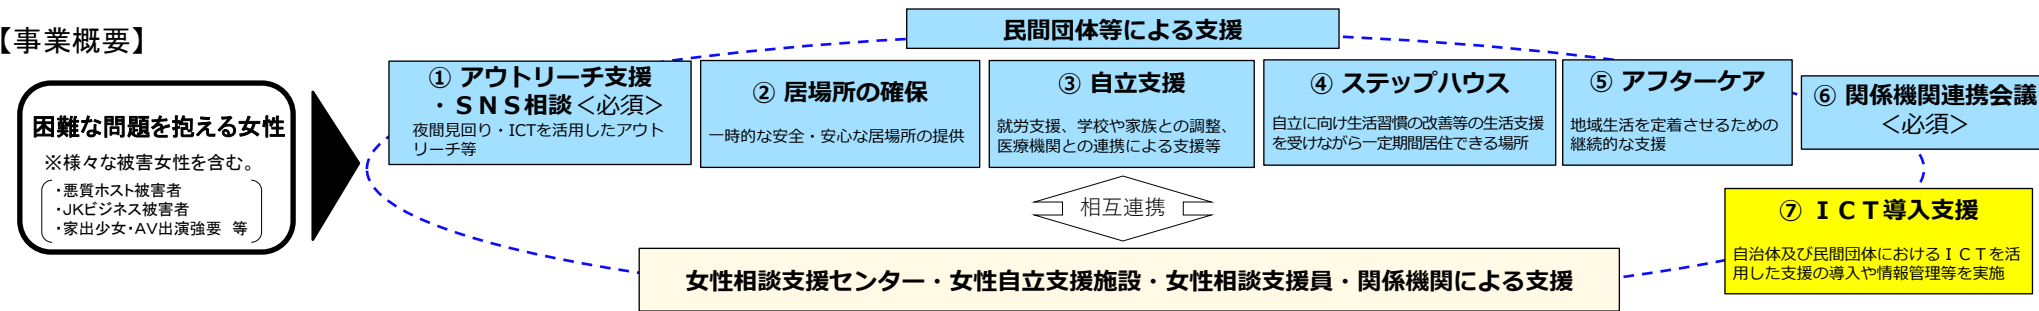 【事業概要】
民間団体等による支援
困難な問題を抱える女性
※様々な被害女性を含む。
・悪質ホスト被害者
・JKビジネス被害者
・家出少女・AV出演強要　等
① アウトリーチ支援
・ＳＮＳ相談＜必須＞
夜間見回り・ICTを活用したアウト
リーチ等
② 居場所の確保
一時的な安全・安心な居場所の提供
③ 自立支援
就労支援、学校や家族との調整、
医療機関との連携による支援等
④ ステップハウス
自立に向け生活習慣の改善等の生活支援
を受けながら一定期間居住できる場所
⑤ アフターケア
地域生活を定着させるための
継続的な支援
⑥ 関係機関連携会議
＜必須＞
相互連携
⑦ ＩＣＴ導入支援
自治体及び民間団体におけるＩＣＴを活
用した支援の導入や情報管理等を実施
女性相談支援センター・女性自立支援施設・女性相談支援員・関係機関による支援